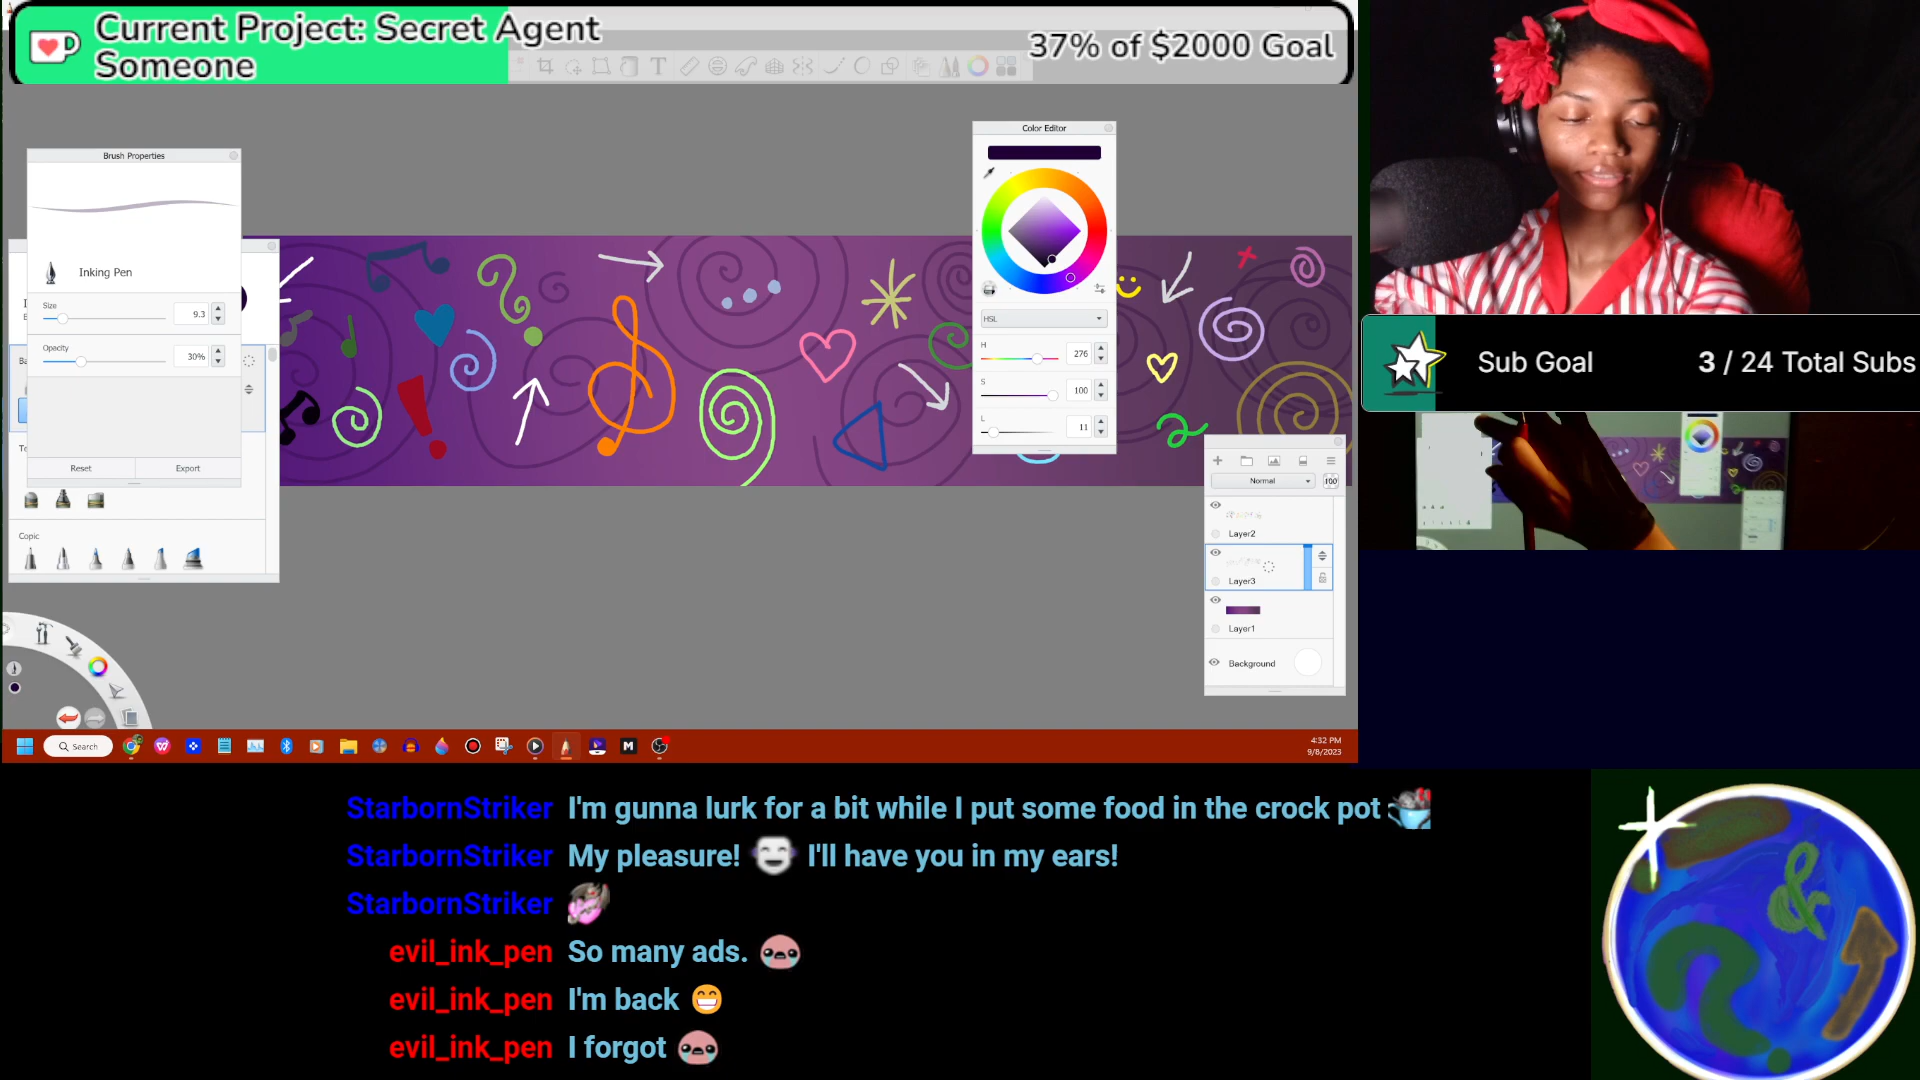 Current Project: Secret Agent
Someone
37% of $2000 Goal
Color Editor
Brush Properties
Inking Pen
Size
9.3
Opacity
30%
Reset
Export
Copic
HSL
H
276
S
100
L
11
Normal
100
Layer2
Layer3
Layer1
Background
Sub Goal
3 / 24 Total Subs
Search
4:32 PM
9/8/2023
StarbornStriker I'm gunna lurk for a bit while I put some food in the crock pot
StarbornStriker My pleasure! I'll have you in my ears!
StarbornStriker
evil_ink_pen So many ads.
evil_ink_pen I'm back
evil_ink_pen I forgot
&